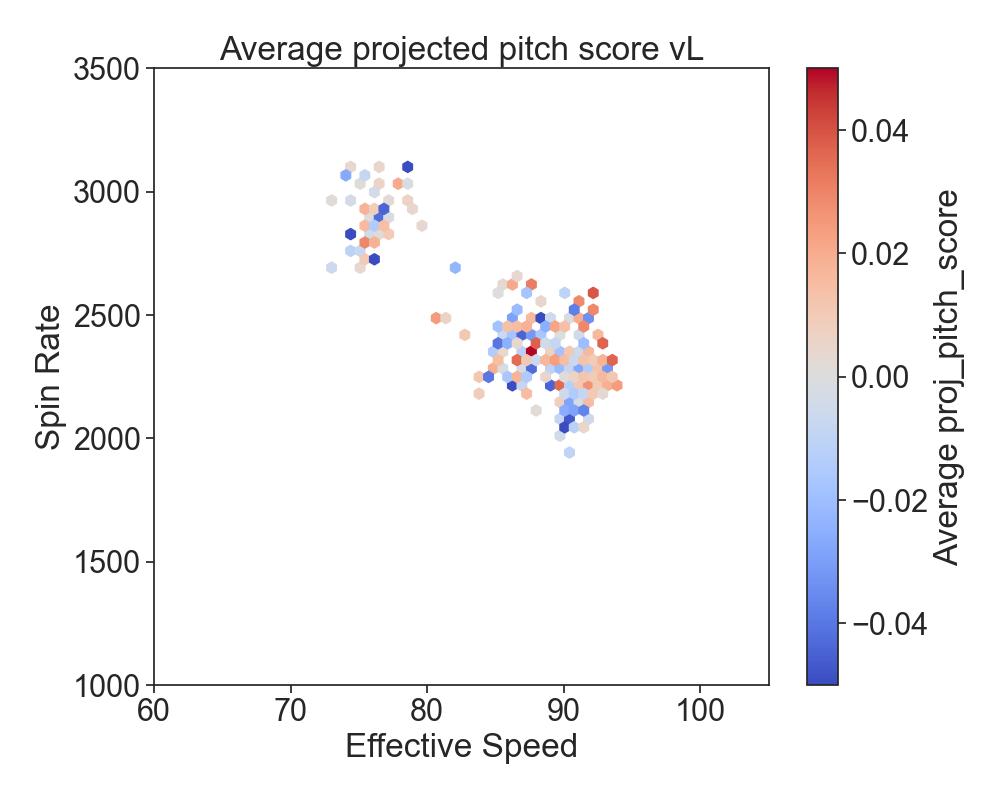 Average projected pitch score vL
3500
3000
2500
2000
1500
1000
Spin Rate
60 70 80 90 100
Effective Speed
0.04
0.02
0.00
−0.02
−0.04
Average proj_pitch_score